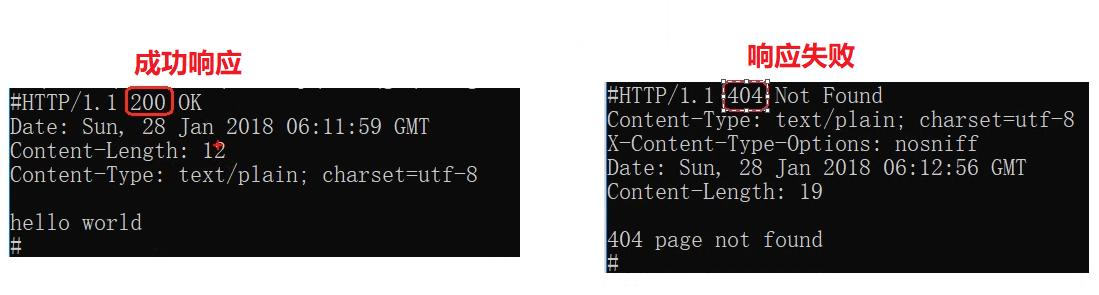 成功响应
#HTTP/1.1 200 OK
Date: Sun, 28 Jan 2018 06:11:59 GMT
Content-Length: 12
Content-Type: text/plain; charset=utf-8
hello world
#
响应失败
#HTTP/1.1 404 Not Found
Content-Type: text/plain; charset=utf-8
X-Content-Type-Options: nosniff
Date: Sun, 28 Jan 2018 06:12:56 GMT
Content-Length: 19
404 page not found
#